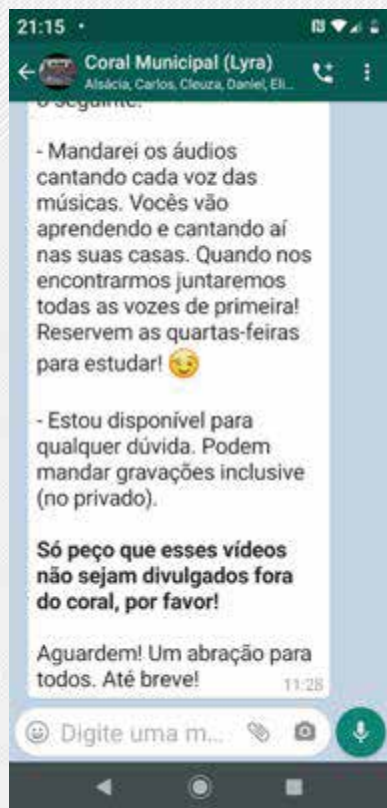 21:15
Coral Municipal (Lyra)
Alsácia, Carlos, Cleuza, Daniel, Eli...
o seguinte:
- Mandarei os áudios
cantando cada voz das
músicas. Vocês vão
aprendendo e cantando aí
nas suas casas. Quando nos
encontrarmos juntaremos
todas as vozes de primeira!
Reservem as quartas-feiras
para estudar! 😉
- Estou disponível para
qualquer dúvida. Podem
mandar gravações inclusive
(no privado).
Só peço que esses vídeos
não sejam divulgados fora
do coral, por favor!
Aguardem! Um abração para
todos. Até breve!
11:28
Digite uma m...